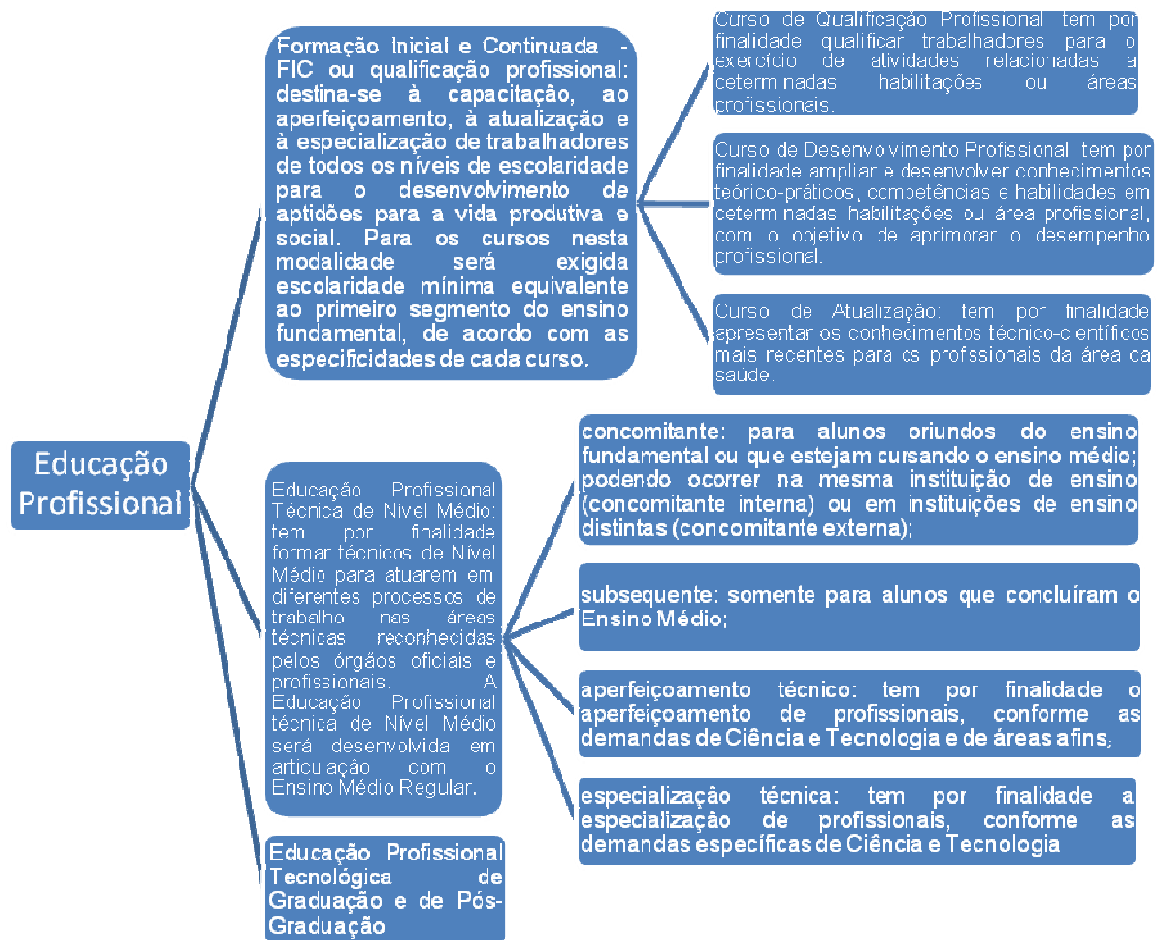 Educação
Profissional
Formação Inicial e Continuada -
FIC ou qualificação profissional:
destina-se à capacitação, ao
aperfeiçoamento, à atualização e
à especialização de trabalhadores
de todos os níveis de escolaridade
para o desenvolvimento de
aptidões para a vida produtiva e
social. Para os cursos nesta
modalidade será exigida
escolaridade mínima equivalente
ao primeiro segmento do ensino
fundamental, de acordo com as
especificidades de cada curso.
Curso de Qualificação Profissional tem por
finalidade qualificar trabalhadores para o
exercício de atividades relacionadas a
determinadas habilitações ou áreas
profissionais.
Curso de Desenvolvimento Profissional tem por
finalidade ampliar e desenvolver conhecimentos
teórico-práticos, competências e habilidades em
determinadas habilitações ou área profissional,
com o objetivo de aprimorar o desempenho
profissional.
Curso de Atualização: tem por finalidade
apresentar os conhecimentos técnico-científicos
mais recentes para os profissionais da área da
saúde.
Educação Profissional
Técnica de Nível Médio:
tem por finalidade
formar técnicos de Nível
Médio para atuarem em
diferentes processos de
trabalho nas áreas
técnicas reconhecidas
pelos órgãos oficiais e
profissionais. A
Educação Profissional
técnica de Nível Médio
será desenvolvida em
articulação com o
Ensino Médio Regular.
concomitante: para alunos oriundos do ensino
fundamental ou que estejam cursando o ensino médio;
podendo ocorrer na mesma instituição de ensino
(concomitante interna) ou em instituições de ensino
distintas (concomitante externa);
subsequente: somente para alunos que concluíram o
Ensino Médio;
aperfeiçoamento técnico: tem por finalidade o
aperfeiçoamento de profissionais, conforme as
demandas de Ciência e Tecnologia e de áreas afins;
especialização técnica: tem por finalidade a
especialização de profissionais, conforme as
demandas específicas de Ciência e Tecnologia
Educação Profissional
Tecnológica de
Graduação e de Pós-
Graduação